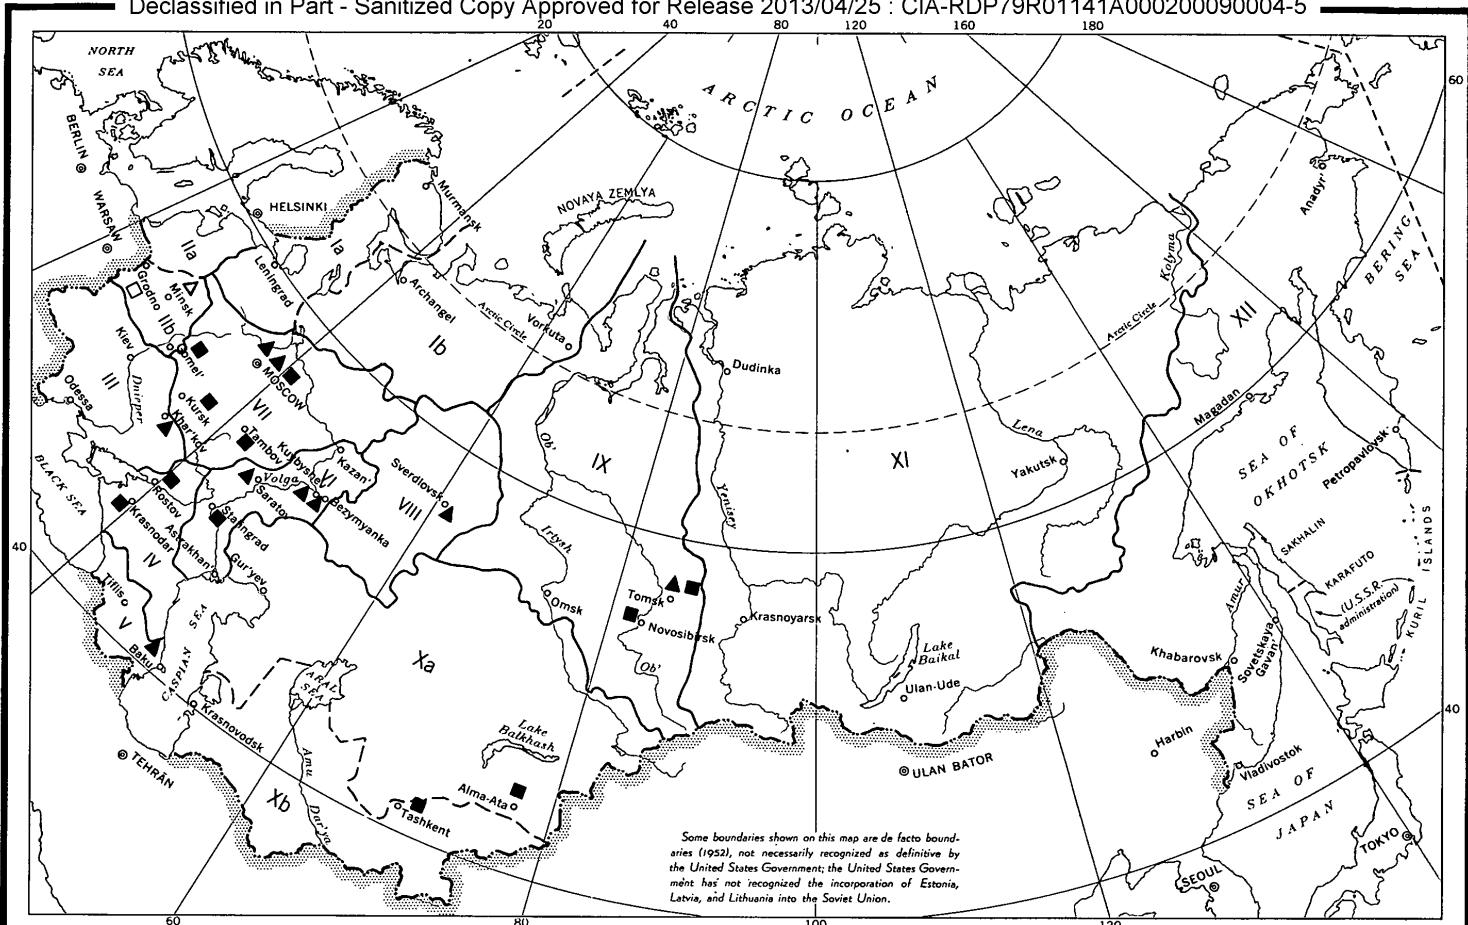 Declassified in Part - Sanitized Copy Approved for Release 2013/04/25 : CIA-RDP79R01141A000200090004-5
20
40
60
80
120
160
180
60
NORTH
SEA
ARCTIC OCEAN
BERLIN
WARSAW
HELSINKI
Murmansk
NOVAYA ZEMLYA
Anadyr'
BERING
SEA
Kolyma
IIa
Ia
Leningrad
Grodno
Minsk
IIb
Archangel
Arctic Circle
Vorkuta
Ib
Arctic Circle
XII
Kiev
Gomel'
MOSCOW
Dudinka
III
Odessa
Dnieper
Kursk
Khar'kov
VII
Tambov
Magadan
SEA OF
OKHOTSK
Petropavlovsk
Lena
Yakutsk
Ob'
IX
XI
Kuybyshev
Kazan'
VI
Sverdlovsk
VIII
BLACK SEA
Volga
Saratov
Bezymyanka
Rostov
Krasnodar
Stalingrad
Astrakhan'
Gur'yev
Yenisey
Irtysh
40
IV
Tiflis
V
Baku
CASPIAN
SEA
Omsk
Tomsk
Novosibirsk
Ob'
Krasnoyarsk
Lake
Baikal
Ulan-Ude
SAKHALIN
KARAFUTO
(U.S.S.R.
administration)
KURIL ISLANDS
Amur
Sovetskaya
Gavan'
Khabarovsk
Xa
ARAL
SEA
Krasnovodsk
TEHRĀN
Amu
Dar'ya
Xb
Lake
Balkhash
Alma-Ata
Tashkent
ULAN BATOR
Harbin
Vladivostok
SEA OF
JAPAN
40
TOKYO
SEOUL
Some boundaries shown on this map are de facto bound-
aries (1952), not necessarily recognized as definitive by
the United States Government; the United States Govern-
ment has not recognized the incorporation of Estonia,
Latvia, and Lithuania into the Soviet Union.
60
80
100
120